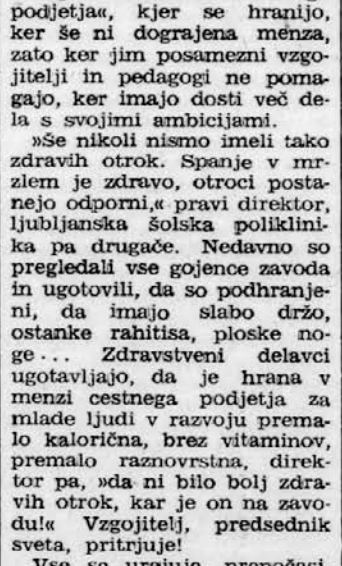 podjetja«, kjer se hranijo,
ker še ni dograjena menza,
zato ker jim posamezni vzgo-
jitelji in pedagogi ne poma-
gajo, ker imajo dosti več de-
la s svojimi ambicijami.
»Še nikoli nismo imeli tako
zdravih otrok. Spanje v mr-
zlem je zdravo, otroci posta-
nejo odporni,« pravi direktor,
ljubljanska šolska poliklini-
ka pa drugače. Nedavno so
pregledali vse gojence zavoda
in ugotovili, da so podhranje-
ni, da imajo slabo držo,
ostanke rahitisa, ploske no-
ge... Zdravstveni delavci
ugotavljajo, da je hrana v
menzi cestnega podjetja za
mlade ljudi v razvoju prema-
lo kalorična, brez vitaminov,
premalo raznovrstna, direk-
tor pa, »da ni bilo bolj zdra-
vih otrok, kar je on na zavo-
du!« Vzgojitelj, predsednik
sveta, pritrjuje!
Vse se urejuje